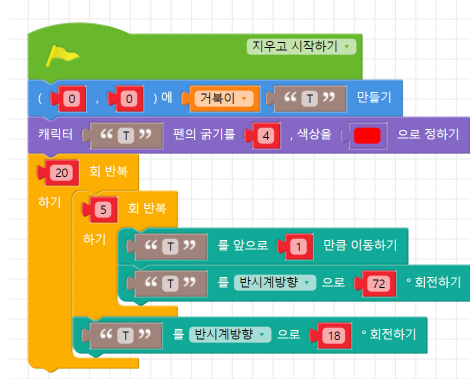 지우고 시작하기
( 0 , 0 ) 에 거북이 “ T ” 만들기
캐릭터 “ T ” 펜의 굵기를 4 , 색상을 으로 정하기
20 회 반복
하기 5 회 반복
하기 “ T ” 를 앞으로 1 만큼 이동하기
“ T ” 를 반시계방향 으로 72 ° 회전하기
“ T ” 를 반시계방향 으로 18 ° 회전하기